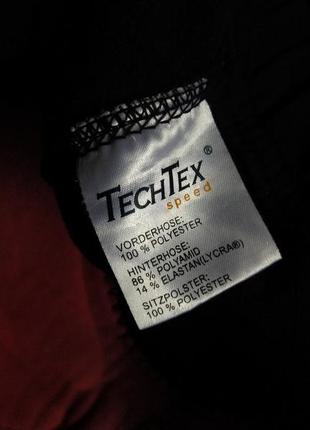 TECHTEX®
speed
VORDERHOSE:
100 % POLYESTER
HINTERHOSE:
86 % POLYAMID
14 % ELASTAN(LYCRA®)
SITZPOLSTER:
100 % POLYESTER